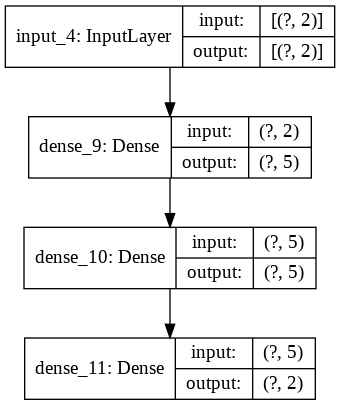 input_4: InputLayer
input:
[(?, 2)]
output:
[(?, 2)]
dense_9: Dense
input:
(?, 2)
output:
(?, 5)
dense_10: Dense
input:
(?, 5)
output:
(?, 5)
dense_11: Dense
input:
(?, 5)
output:
(?, 2)